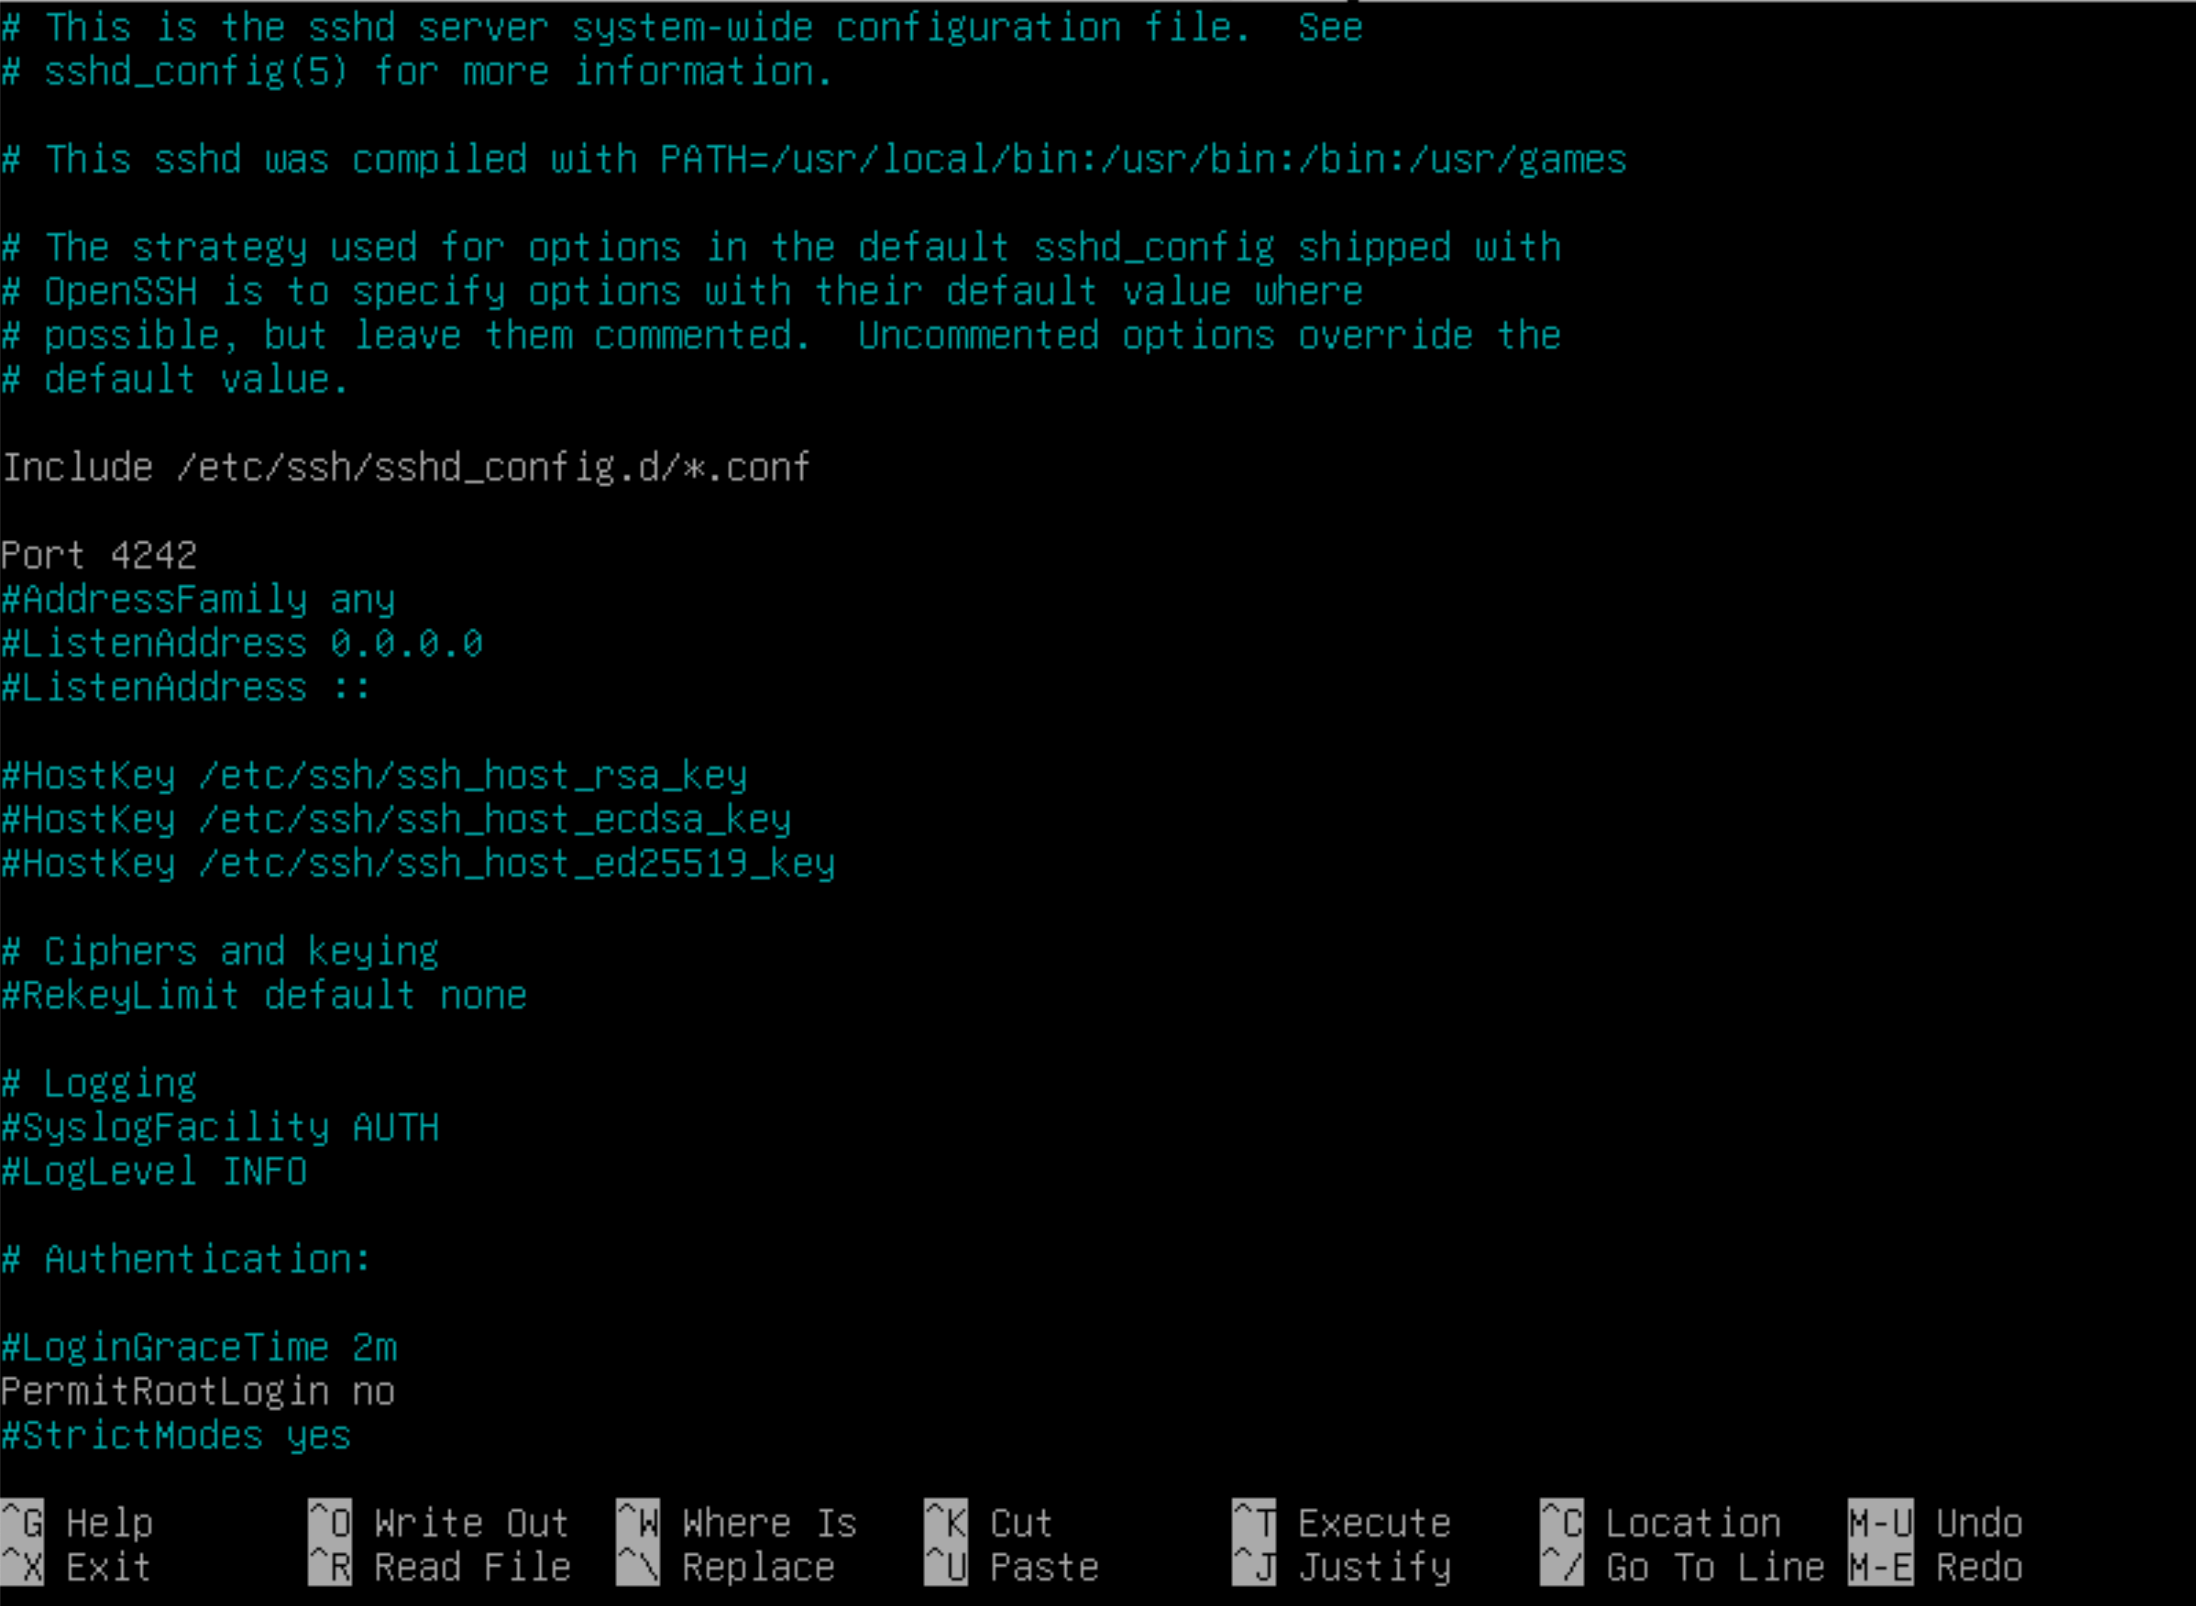 # This is the sshd server system-wide configuration file.  See
# sshd_config(5) for more information.
# This sshd was compiled with PATH=/usr/local/bin:/usr/bin:/bin:/usr/games
# The strategy used for options in the default sshd_config shipped with
# OpenSSH is to specify options with their default value where
# possible, but leave them commented.  Uncommented options override the
# default value.
Include /etc/ssh/sshd_config.d/*.conf
Port 4242
#AddressFamily any
#ListenAddress 0.0.0.0
#ListenAddress ::
#HostKey /etc/ssh/ssh_host_rsa_key
#HostKey /etc/ssh/ssh_host_ecdsa_key
#HostKey /etc/ssh/ssh_host_ed25519_key
# Ciphers and keying
#RekeyLimit default none
# Logging
#SyslogFacility AUTH
#LogLevel INFO
# Authentication:
#LoginGraceTime 2m
PermitRootLogin no
#StrictModes yes
^G Help ^O Write Out ^W Where Is ^K Cut ^T Execute ^C Location M-U Undo
^X Exit ^R Read File ^\ Replace ^U Paste ^J Justify ^/ Go To Line M-E Redo